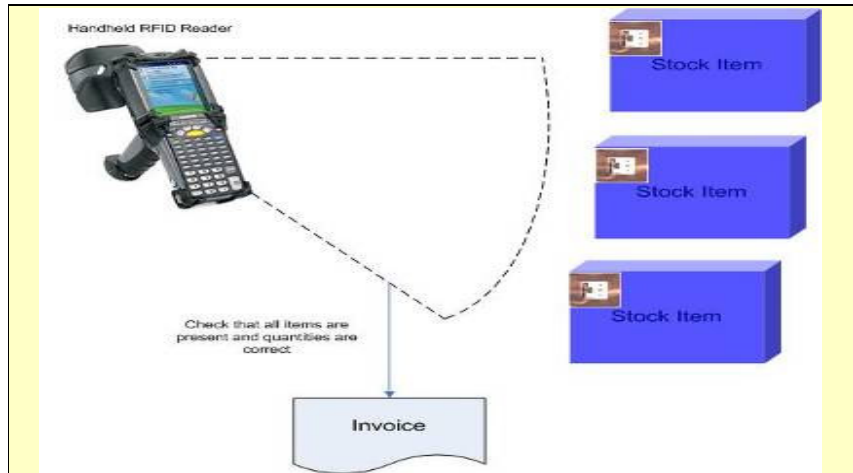 Handheld RFID Reader
Stock Item
Stock Item
Stock Item
Check that all items are
present and quantities are
correct
Invoice